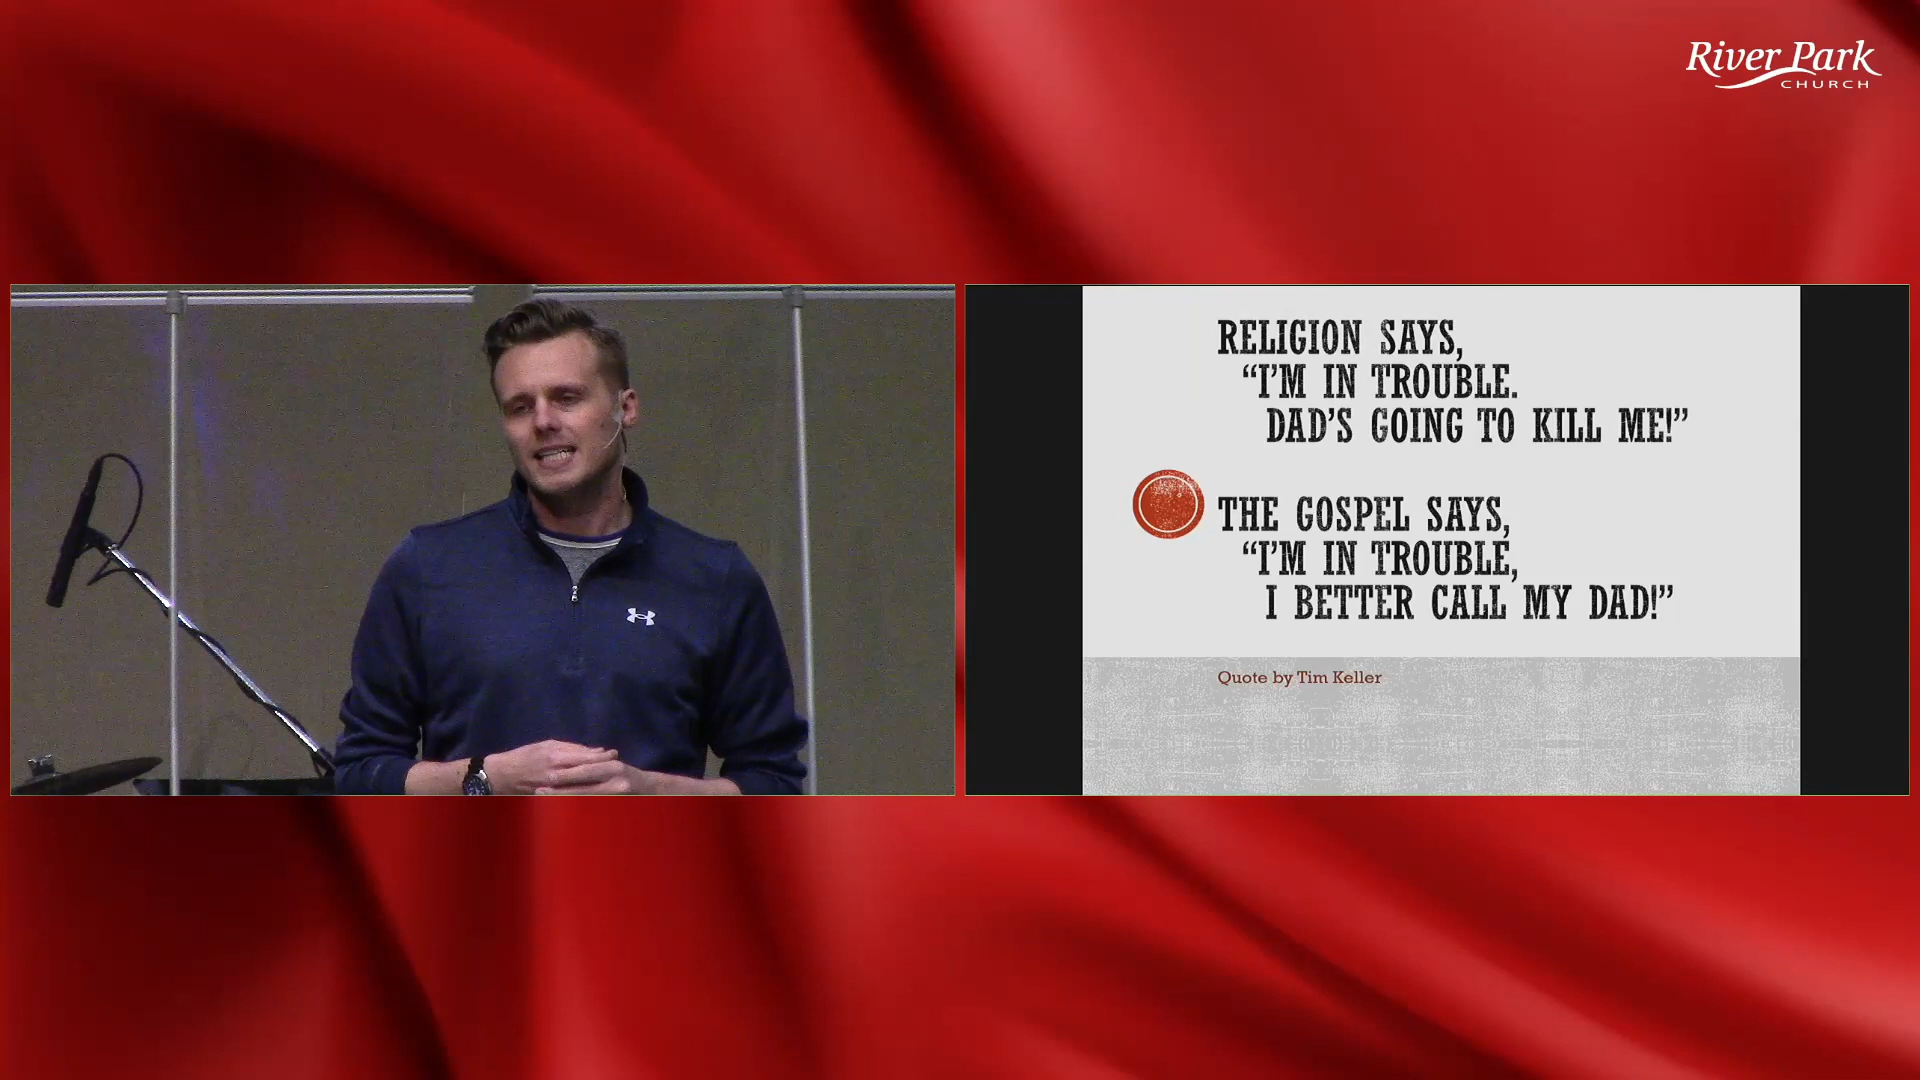 River Park
CHURCH
RELIGION SAYS,
“I’M IN TROUBLE.
DAD’S GOING TO KILL ME!”
THE GOSPEL SAYS,
“I’M IN TROUBLE,
I BETTER CALL MY DAD!”
Quote by Tim Keller